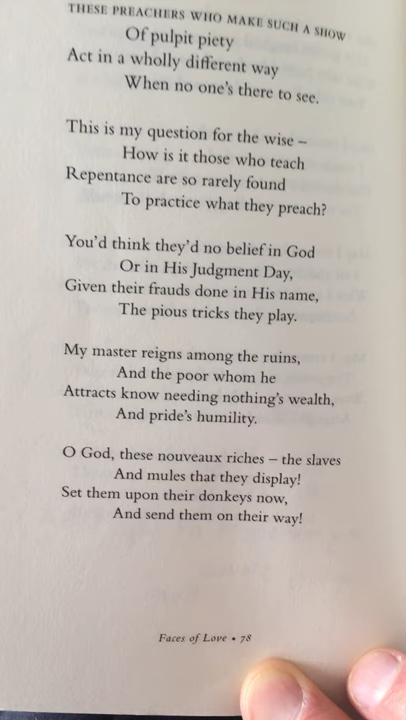 THESE PREACHERS WHO MAKE SUCH A SHOW
Of pulpit piety
Act in a wholly different way
When no one's there to see.
This is my question for the wise –
How is it those who teach
Repentance are so rarely found
To practice what they preach?
You'd think they'd no belief in God
Or in His Judgment Day,
Given their frauds done in His name,
The pious tricks they play.
My master reigns among the ruins,
And the poor whom he
Attracts know needing nothing's wealth,
And pride's humility.
O God, these nouveaux riches – the slaves
And mules that they display!
Set them upon their donkeys now,
And send them on their way!
Faces of Love • 78